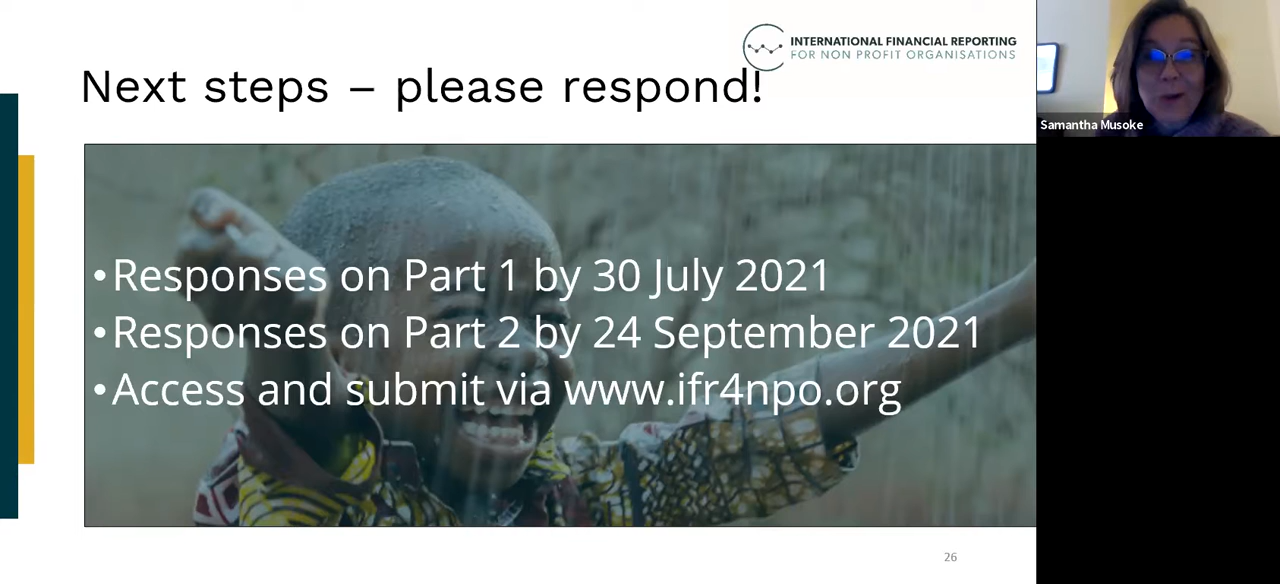 INTERNATIONAL FINANCIAL REPORTING
FOR NON PROFIT ORGANISATIONS
Next steps – please respond!
Samantha Musoke
•Responses on Part 1 by 30 July 2021
•Responses on Part 2 by 24 September 2021
•Access and submit via www.ifr4npo.org
26